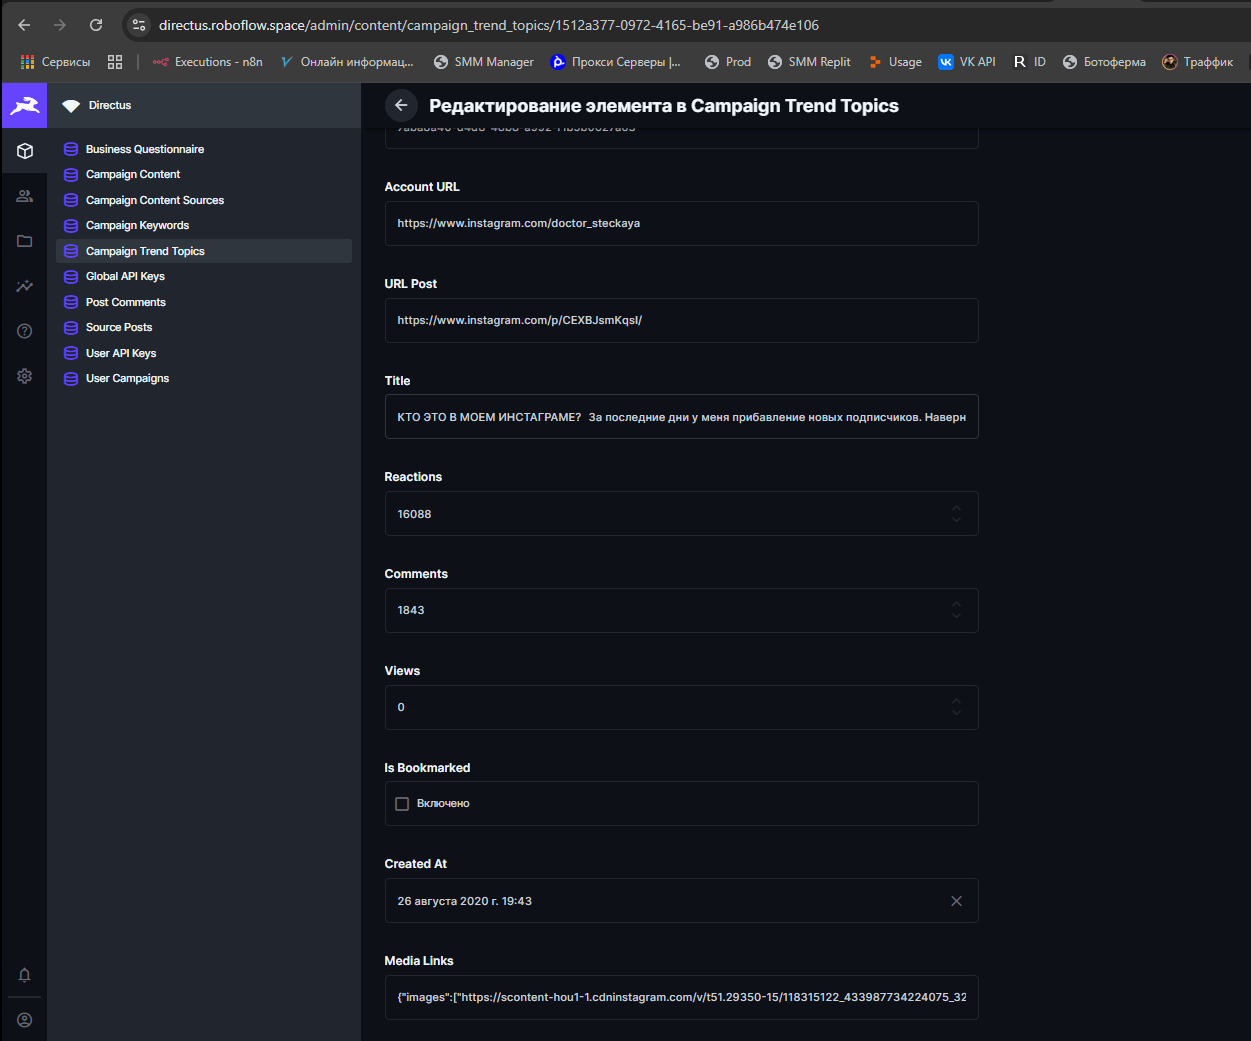 directus.roboflow.space/admin/content/campaign_trend_topics/1512a377-0972-4165-be91-a986b474e106
Сервисы
Executions - n8n
Онлайн информац...
SMM Manager
Прокси Серверы |...
Prod
SMM Replit
Usage
VK API
R ID
Ботоферма
Траффик
Directus
Редактирование элемента в Campaign Trend Topics
Business Questionnaire
Campaign Content
Campaign Content Sources
Campaign Keywords
Campaign Trend Topics
Global API Keys
Post Comments
Source Posts
User API Keys
User Campaigns
Account URL
https://www.instagram.com/doctor_steckaya
URL Post
https://www.instagram.com/p/CEXBJsmKqsI/
Title
КТО ЭТО В МОЕМ ИНСТАГРАМЕ? За последние дни у меня прибавление новых подписчиков. Наверн
Reactions
16088
Comments
1843
Views
0
Is Bookmarked
Включено
Created At
26 августа 2020 г. 19:43
Media Links
{"images":["https://scontent-hou1-1.cdninstagram.com/v/t51.29350-15/118315122_433987734224075_32